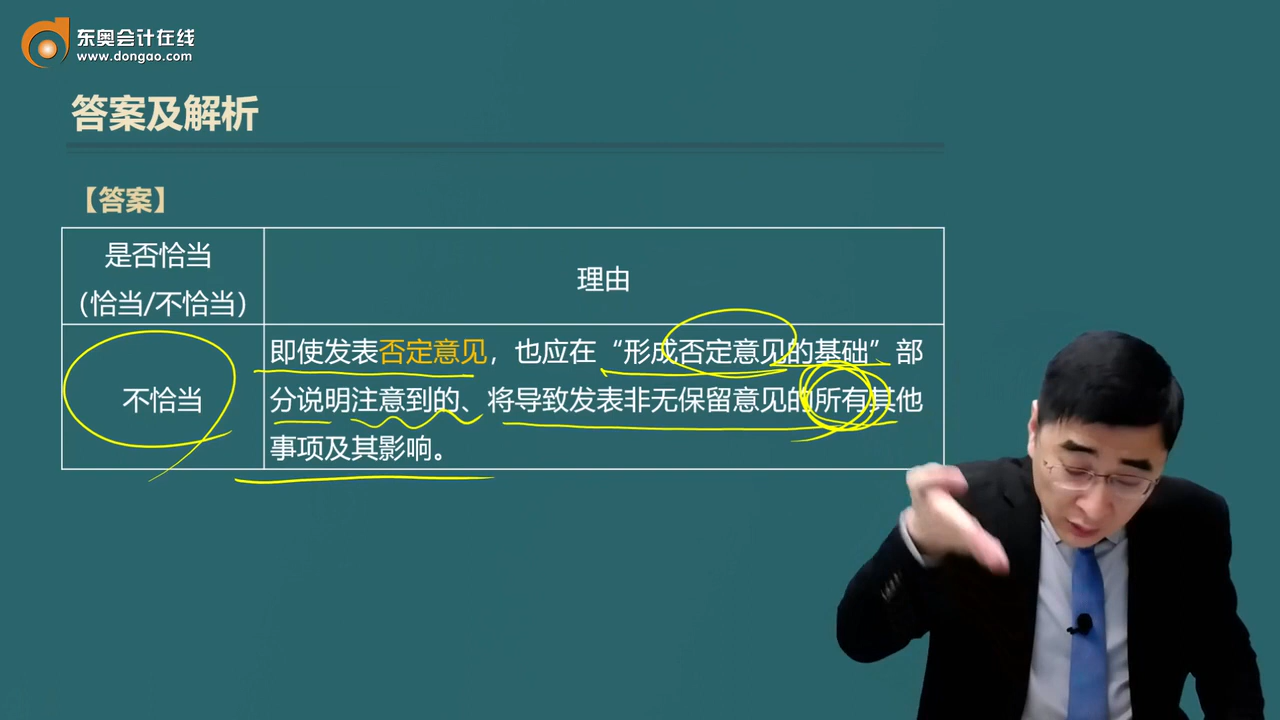 东奥会计在线
www.dongao.com
答案及解析
【答案】
是否恰当
（恰当/不恰当）
理由
不恰当
即使发表否定意见，也应在“形成否定意见的基础”部
分说明注意到的、将导致发表非无保留意见的所有其他
事项及其影响。